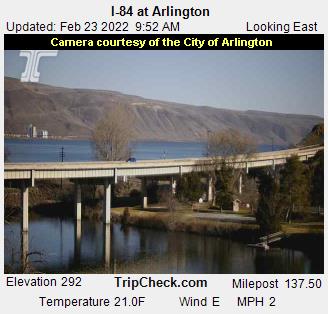 I-84 at Arlington
Updated: Feb 23 2022 9:52 AM Looking East
Camera courtesy of the City of Arlington
Elevation 292 TripCheck.com Milepost 137.50
Temperature 21.0F Wind E MPH 2